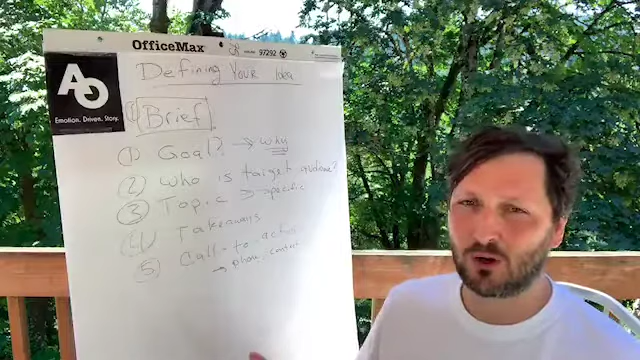 OfficeMax 97292
Defining Your Idea
AO
Emotion. Driven. Story.
① Brief
① Goal? → why
② Who is target audience?
③ Topic → specific
④ Takeaways
⑤ Call-to-action
→ phone, contact